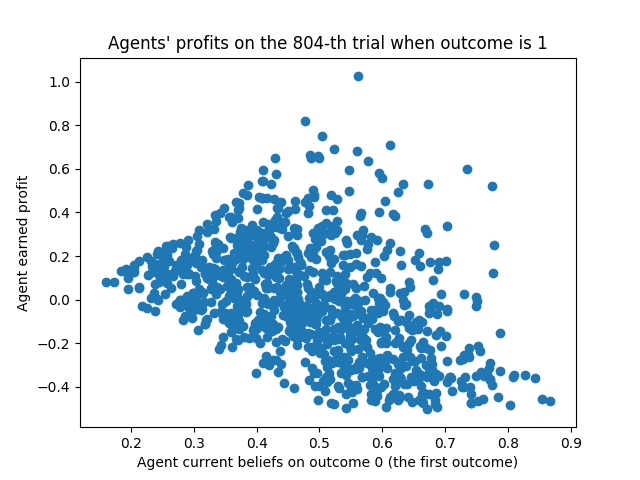 Agents' profits on the 804-th trial when outcome is 1
1.0
0.8
0.6
0.4
0.2
0.0
−0.2
−0.4
Agent earned profit
0.2 0.3 0.4 0.5 0.6 0.7 0.8 0.9
Agent current beliefs on outcome 0 (the first outcome)